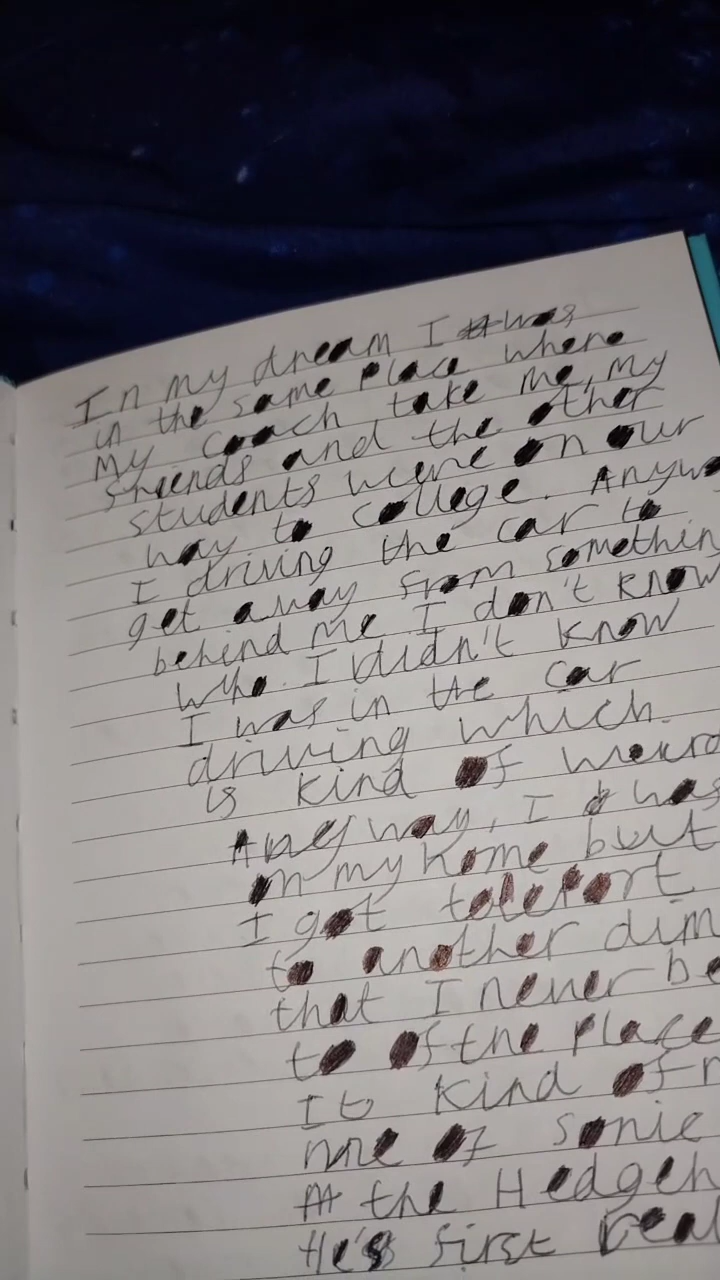 In my dream I was
in the same place where
my coach take me, my
friends and the other
students were on our
way to college. Anywa
I driving the car to
get away from somethin
behind me I don't know
who. I didn't know
I was in the car
driving which
is kind of weird
Anyway, I was
in my home but
I got teleport
to another dim
that I never be
to of the place
It kind of r
me of sonic
the Hedgeh
He's first real